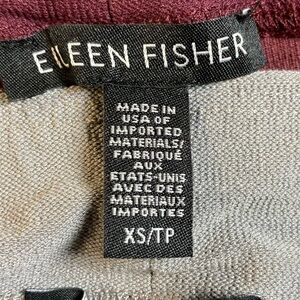 EILEEN FISHER
MADE IN
USA OF
IMPORTED
MATERIALS/
FABRIQUÉ
AUX
ETATS-UNIS
AVEC DES
MATERIAUX
IMPORTES
XS/TP